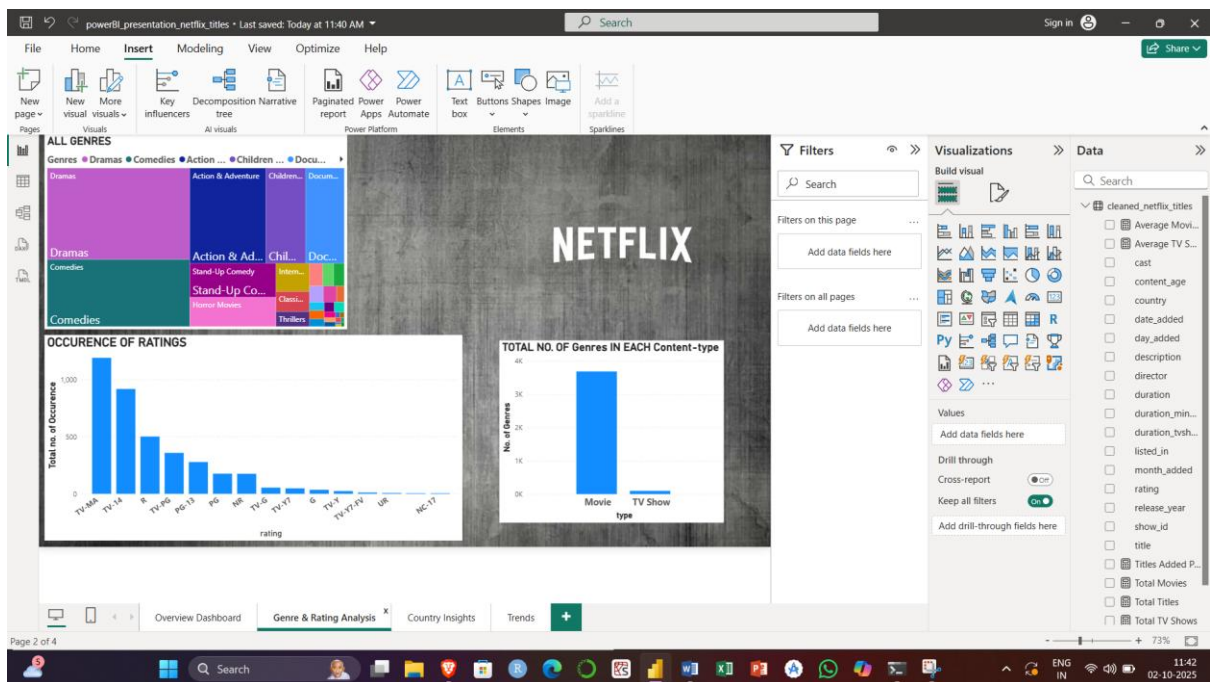 powerBI_presentation_netflix_titles • Last saved: Today at 11:40 AM
Search
Sign in
File Home Insert Modeling View Optimize Help
Share
New page
New visual
More visuals
Key influencers
Decomposition tree
Narrative
Paginated report
Power Apps
Power Automate
Text box
Buttons
Shapes
Image
Add a sparkline
Pages Visuals AI visuals Power Platform Elements Sparklines
ALL GENRES
Genres Dramas Comedies Action ... Children ... Docu...
Dramas
Action & Adventure
Children...
Docum...
Dramas
Action & Ad...
Chil...
Doc...
Comedies
Stand-Up Comedy
Intern...
Stand-Up Co...
Classi...
Horror Movies
Comedies
Thrillers
NETFLIX
OCCURENCE OF RATINGS
Total no. of Occurence
1,000
500
0
TV-MA TV-14 R TV-PG PG-13 PG NR TV-G TV-Y7 G TV-Y TV-Y7-FV UR NC-17
rating
TOTAL NO. OF Genres IN EACH Content-type
No. of Genres
4K
3K
2K
1K
0K
Movie TV Show
type
Filters
Search
Filters on this page ...
Add data fields here
Filters on all pages ...
Add data fields here
Visualizations
Build visual
R
Py
...
Values
Add data fields here
Drill through
Cross-report Off
Keep all filters On
Add drill-through fields here
Data
Search
cleaned_netflix_titles
Average Movi...
Average TV S...
cast
content_age
country
date_added
day_added
description
director
duration
duration_min...
duration_tvsh...
listed_in
month_added
rating
release_year
show_id
title
Titles Added P...
Total Movies
Total Titles
Total TV Shows
Overview Dashboard Genre & Rating Analysis x Country Insights Trends +
Page 2 of 4
73%
5
Search
ENG
IN
11:42
02-10-2025